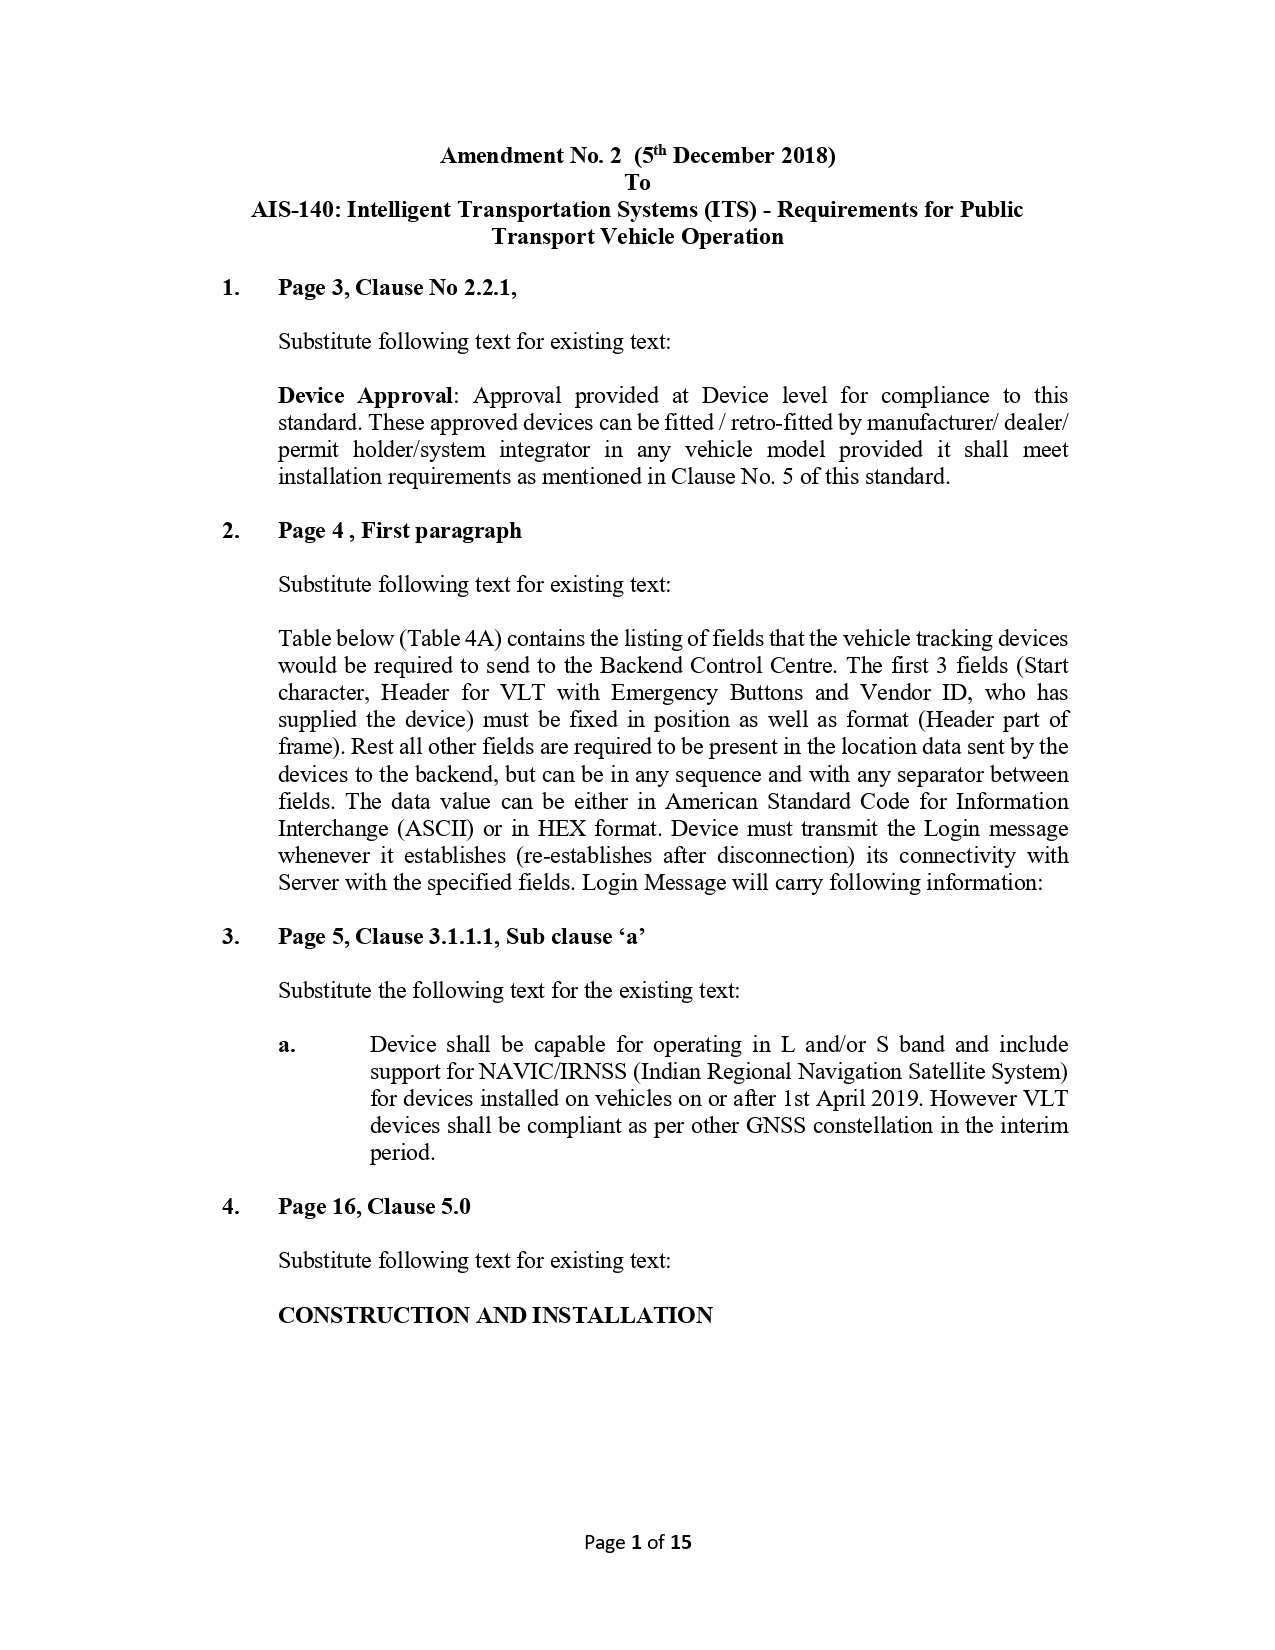 Amendment No. 2 (5th December 2018)
To
AIS-140: Intelligent Transportation Systems (ITS) - Requirements for Public
Transport Vehicle Operation
1. Page 3, Clause No 2.2.1,
Substitute following text for existing text:
Device Approval: Approval provided at Device level for compliance to this
standard. These approved devices can be fitted / retro-fitted by manufacturer/ dealer/
permit holder/system integrator in any vehicle model provided it shall meet
installation requirements as mentioned in Clause No. 5 of this standard.
2. Page 4 , First paragraph
Substitute following text for existing text:
Table below (Table 4A) contains the listing of fields that the vehicle tracking devices
would be required to send to the Backend Control Centre. The first 3 fields (Start
character, Header for VLT with Emergency Buttons and Vendor ID, who has
supplied the device) must be fixed in position as well as format (Header part of
frame). Rest all other fields are required to be present in the location data sent by the
devices to the backend, but can be in any sequence and with any separator between
fields. The data value can be either in American Standard Code for Information
Interchange (ASCII) or in HEX format. Device must transmit the Login message
whenever it establishes (re-establishes after disconnection) its connectivity with
Server with the specified fields. Login Message will carry following information:
3. Page 5, Clause 3.1.1.1, Sub clause ‘a’
Substitute the following text for the existing text:
a. Device shall be capable for operating in L and/or S band and include
support for NAVIC/IRNSS (Indian Regional Navigation Satellite System)
for devices installed on vehicles on or after 1st April 2019. However VLT
devices shall be compliant as per other GNSS constellation in the interim
period.
4. Page 16, Clause 5.0
Substitute following text for existing text:
CONSTRUCTION AND INSTALLATION
Page 1 of 15